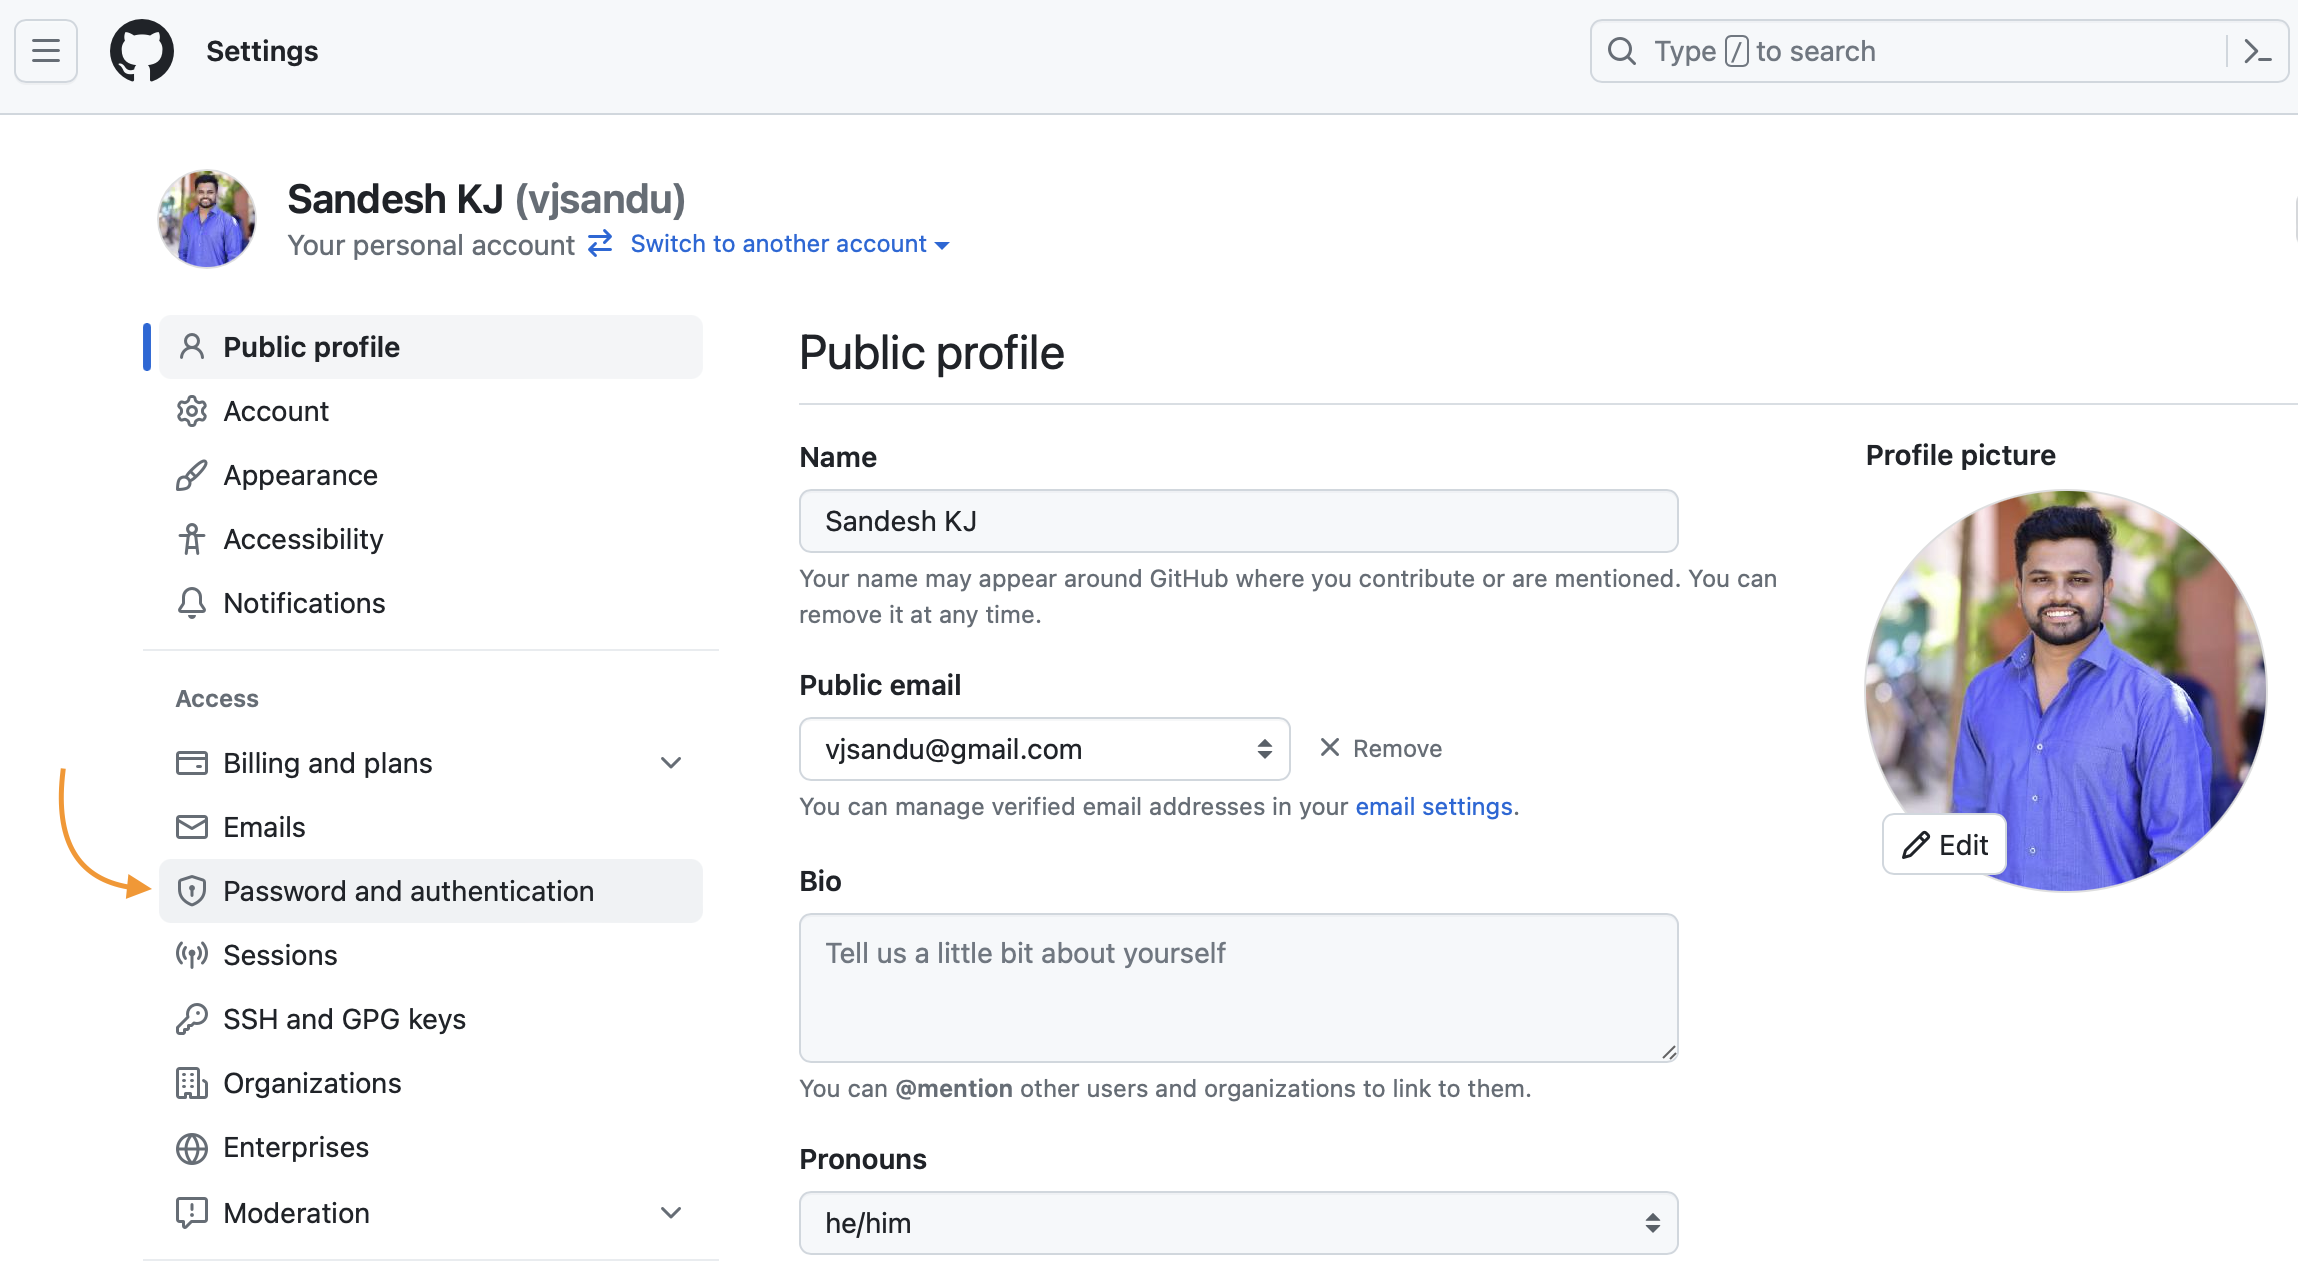 Settings
Type / to search
Sandesh KJ (vjsandu)
Your personal account Switch to another account
Public profile
Account
Appearance
Accessibility
Notifications
Access
Billing and plans
Emails
Password and authentication
Sessions
SSH and GPG keys
Organizations
Enterprises
Moderation
Public profile
Name
Sandesh KJ
Your name may appear around GitHub where you contribute or are mentioned. You can
remove it at any time.
Public email
vjsandu@gmail.com
Remove
You can manage verified email addresses in your email settings.
Bio
Tell us a little bit about yourself
You can @mention other users and organizations to link to them.
Pronouns
he/him
Profile picture
Edit